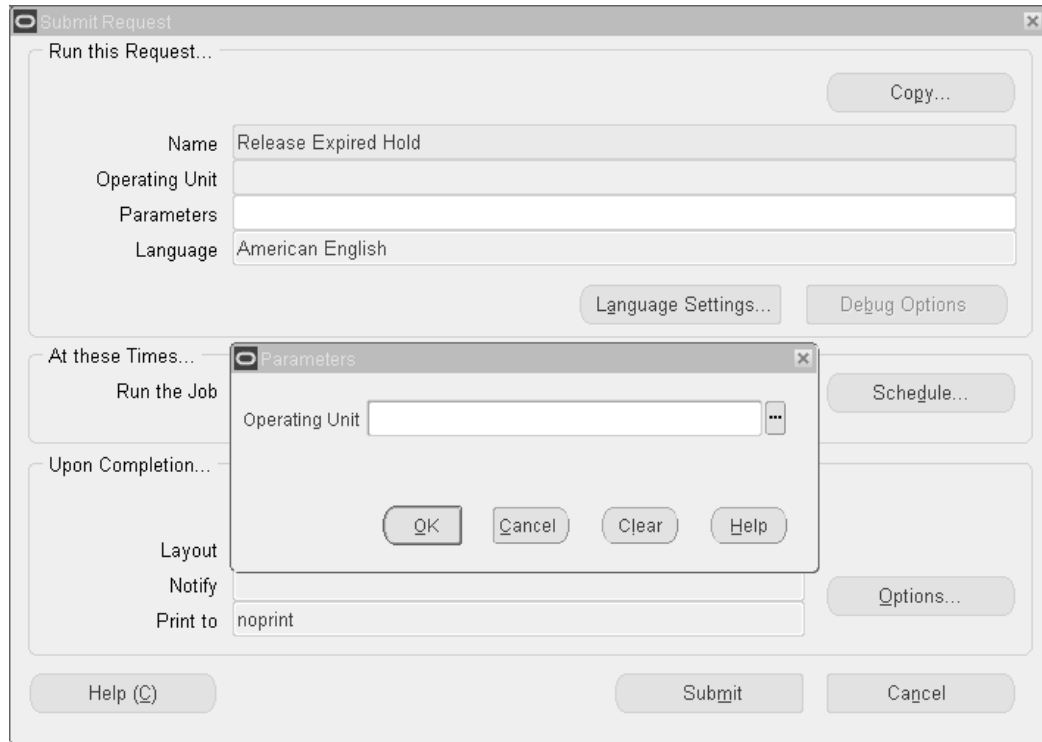 Submit Request
Run this Request...
Copy...
Name Release Expired Hold
Operating Unit
Parameters
Language American English
Language Settings... Debug Options
At these Times...
Run the Job
Schedule...
Parameters
Operating Unit ...
OK Cancel Clear Help
Upon Completion...
Layout
Notify
Options...
Print to noprint
Help (C) Submit Cancel